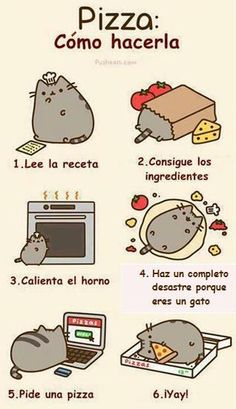 Pizza:
Cómo hacerla
Pusheen.com
1.Lee la receta
2.Consigue los
ingredientes
3.Calienta el horno
4. Haz un completo
desastre porque
eres un gato
Pizzas
5.Pide una pizza
6.¡Yay!